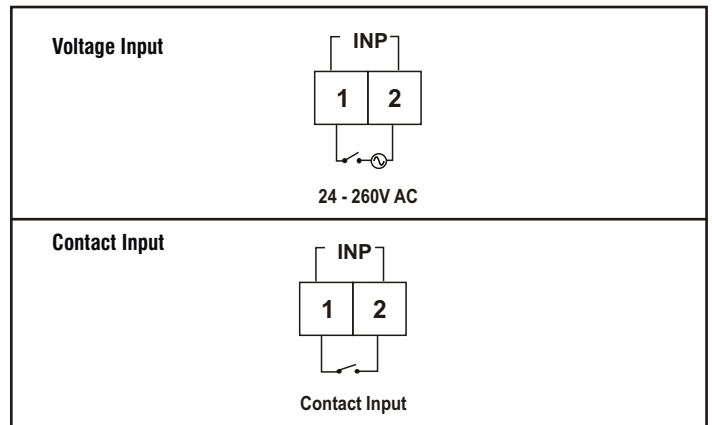 Voltage Input
INP
1 2
24 - 260V AC
Contact Input
INP
1 2
Contact Input